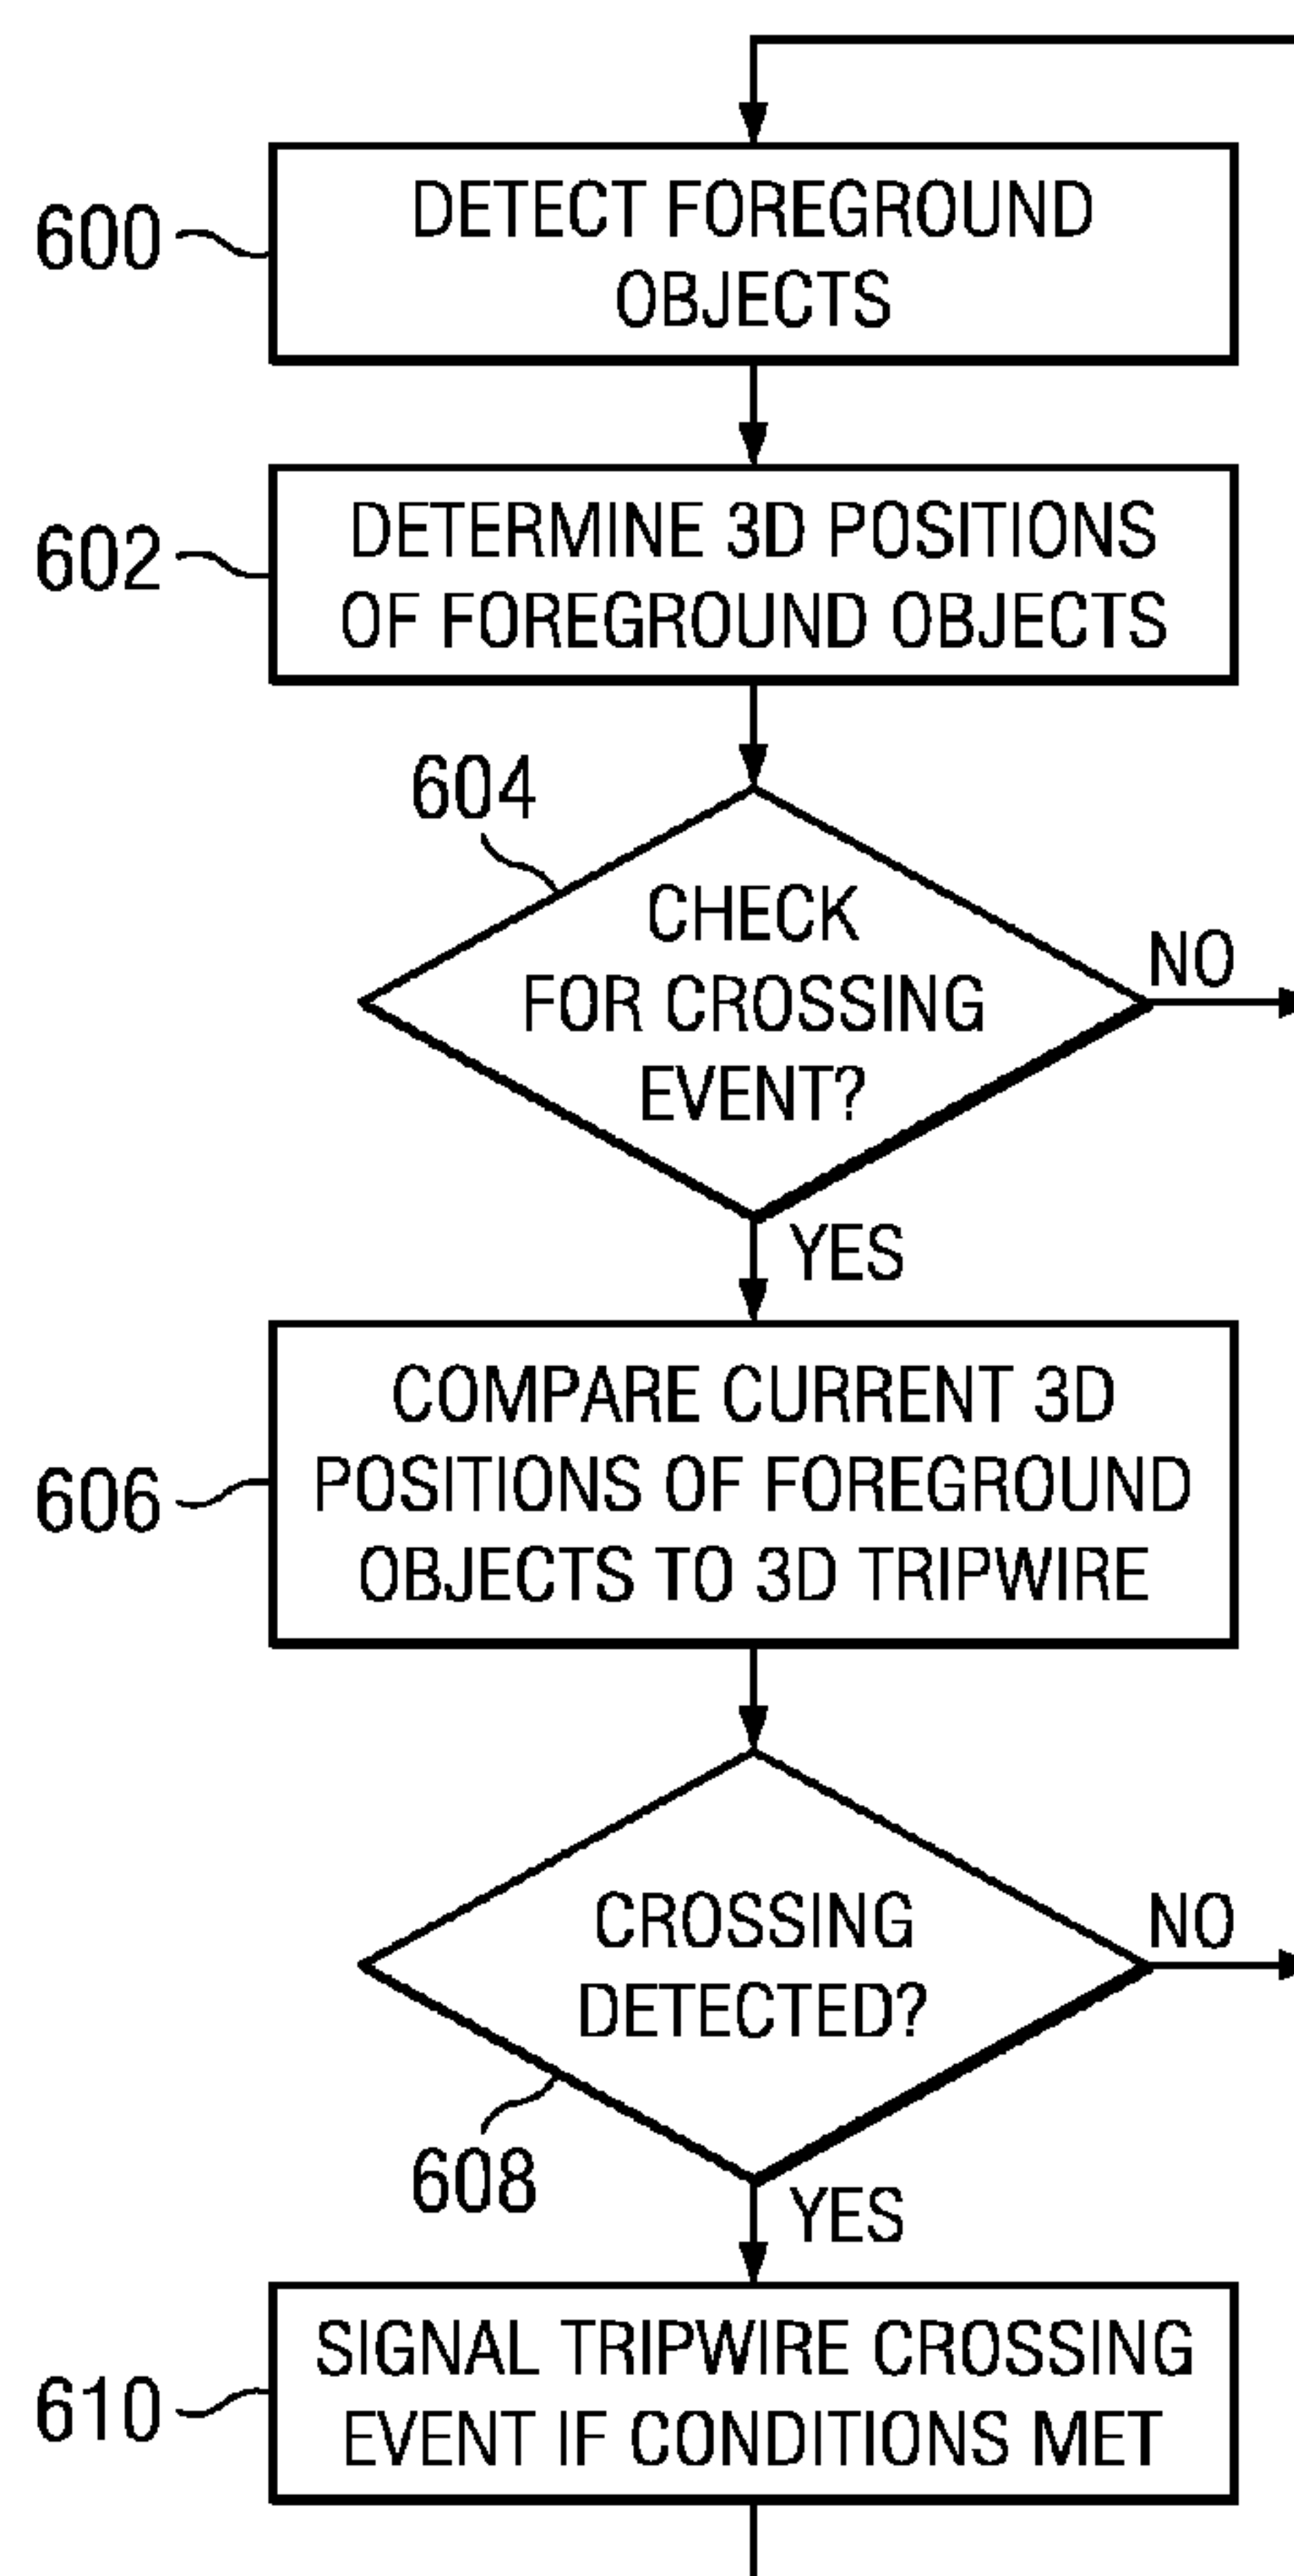 600
DETECT FOREGROUND
OBJECTS
602
DETERMINE 3D POSITIONS
OF FOREGROUND OBJECTS
604
CHECK
FOR CROSSING
EVENT?
NO
YES
606
COMPARE CURRENT 3D
POSITIONS OF FOREGROUND
OBJECTS TO 3D TRIPWIRE
CROSSING
DETECTED?
NO
608
YES
610
SIGNAL TRIPWIRE CROSSING
EVENT IF CONDITIONS MET